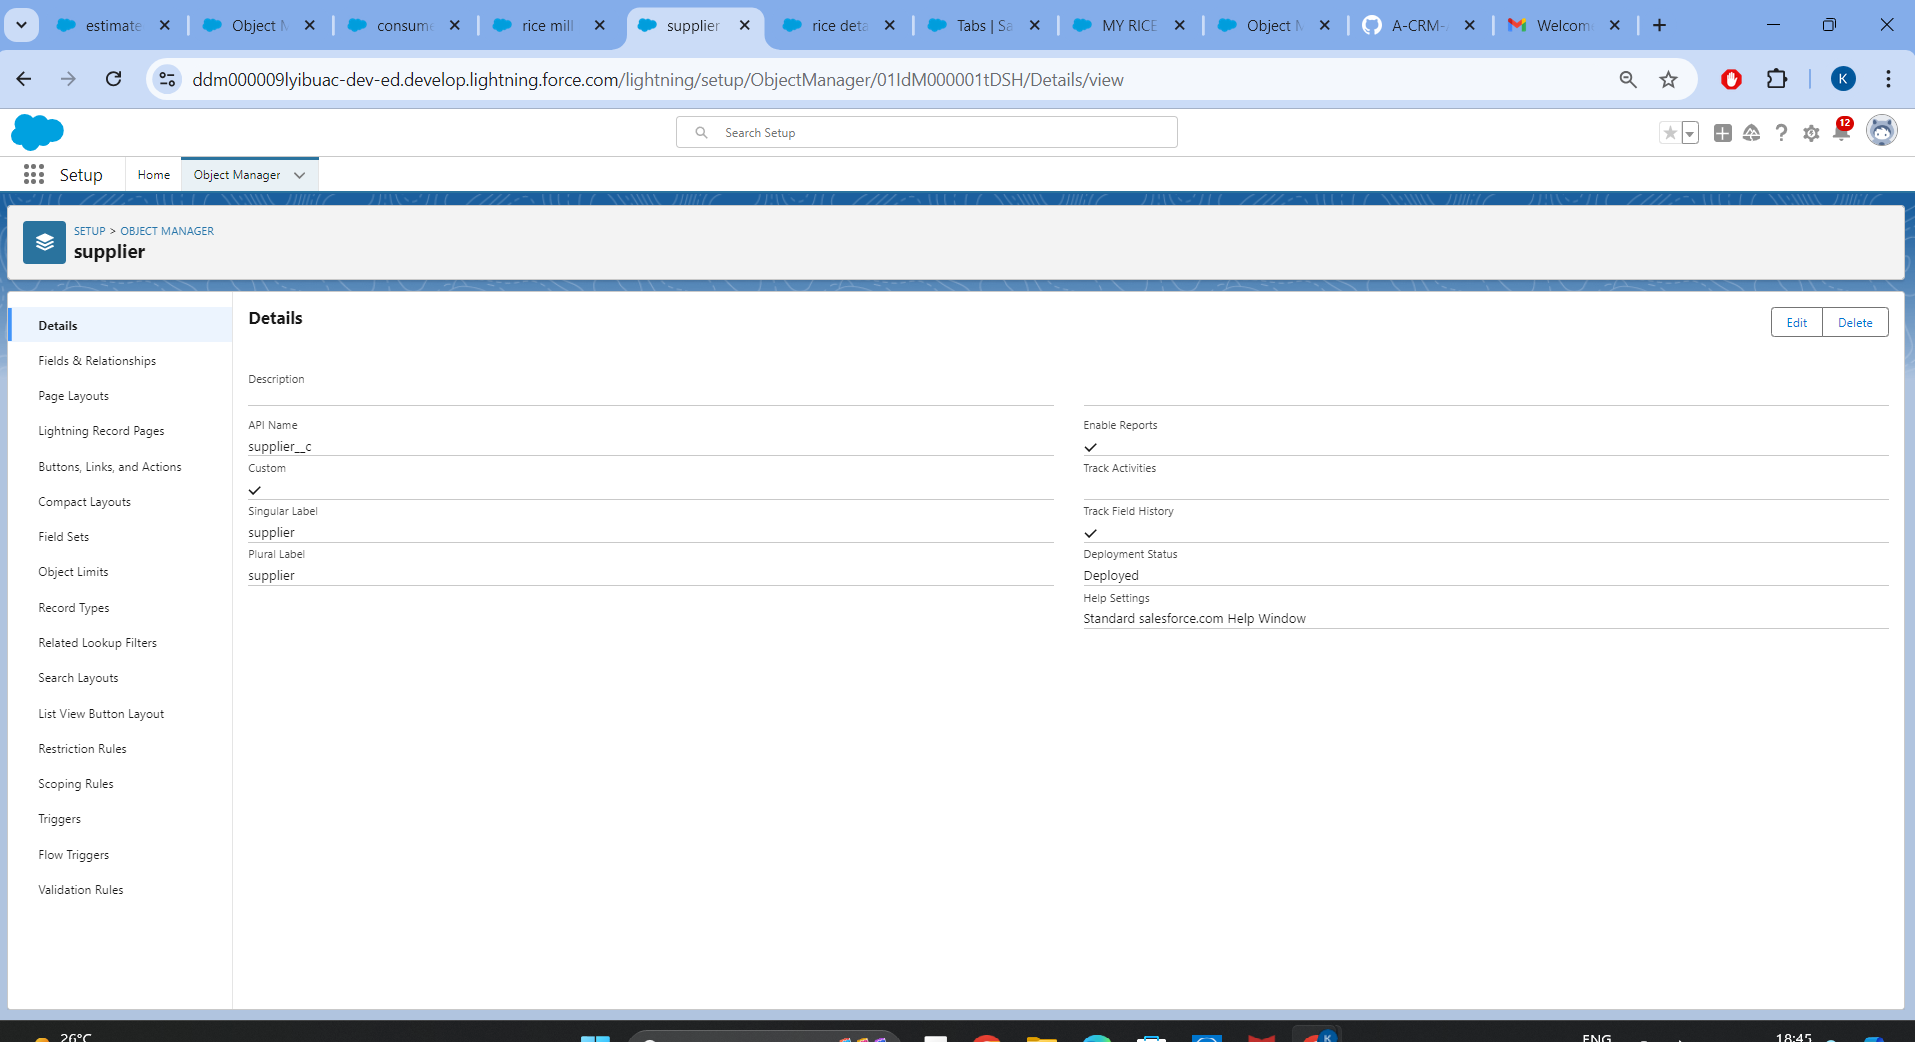 estimate
Object M
consume
rice mill
supplier
rice deta
Tabs | Sa
MY RICE
Object M
A-CRM-
Welcom
ddm000009lyibuac-dev-ed.develop.lightning.force.com/lightning/setup/ObjectManager/01IdM000001tDSH/Details/view
K
Search Setup
12
Setup
Home
Object Manager
SETUP > OBJECT MANAGER
supplier
Details
Fields & Relationships
Page Layouts
Lightning Record Pages
Buttons, Links, and Actions
Compact Layouts
Field Sets
Object Limits
Record Types
Related Lookup Filters
Search Layouts
List View Button Layout
Restriction Rules
Scoping Rules
Triggers
Flow Triggers
Validation Rules
Details
Edit
Delete
Description
API Name
supplier__c
Custom
Singular Label
supplier
Plural Label
supplier
Enable Reports
Track Activities
Track Field History
Deployment Status
Deployed
Help Settings
Standard salesforce.com Help Window
26°C
K
ENG
18:45